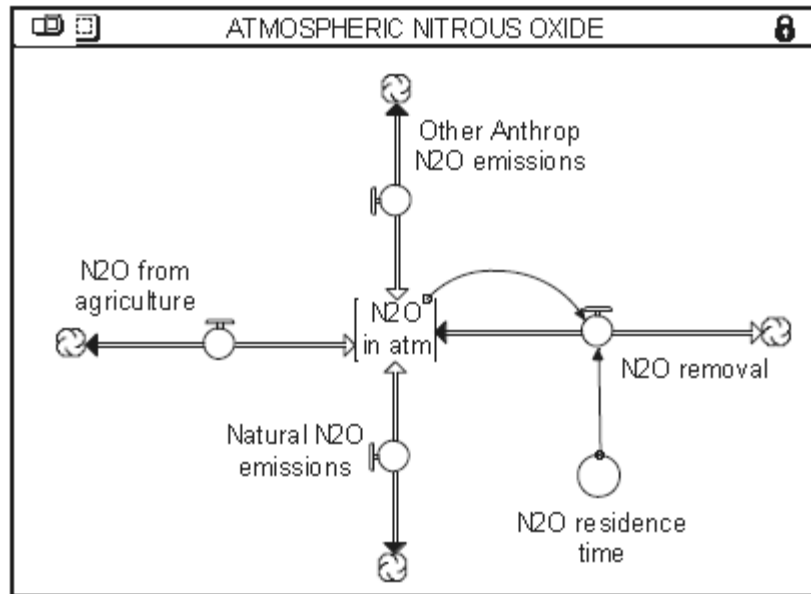 ATMOSPHERIC NITROUS OXIDE
Other Anthrop
N2O emissions
N2O from
agriculture
N2O
in atm
N2O removal
Natural N2O
emissions
N2O residence
time